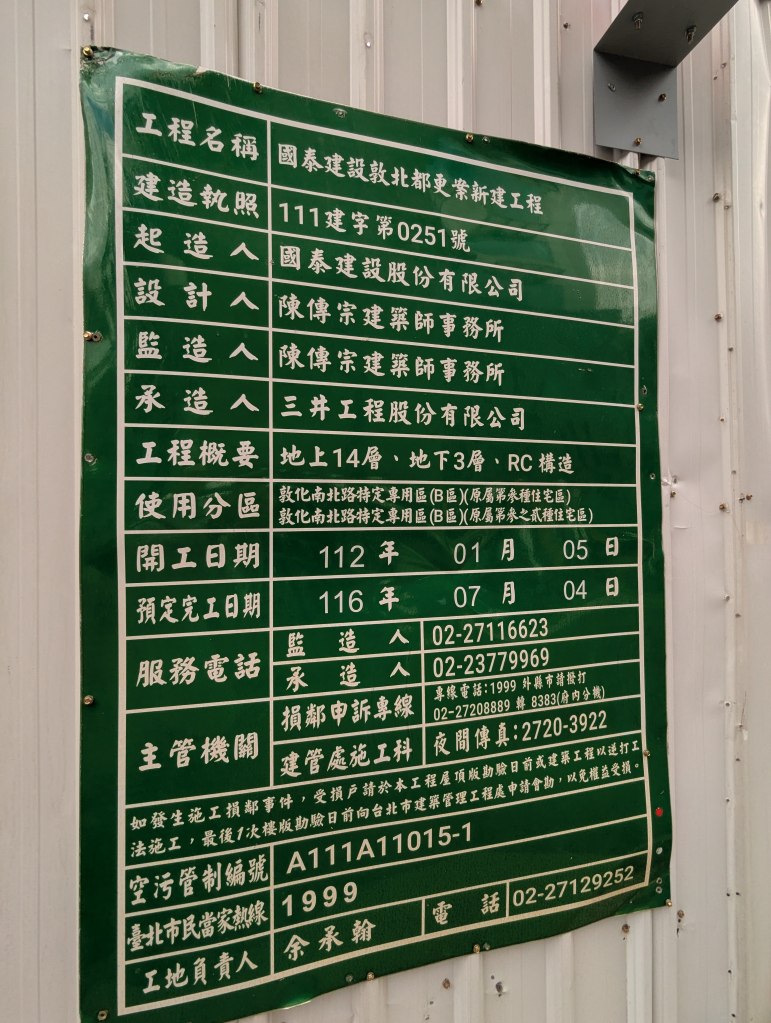 工程名稱 國泰建設敦北都更案新建工程
建造執照 111建字第0251號
起造人 國泰建設股份有限公司
設計人 陳傳宗建築師事務所
監造人 陳傳宗建築師事務所
承造人 三井工程股份有限公司
工程概要 地上14層、地下3層、RC構造
使用分區 敦化南北路特定專用區(B區)(原屬第參種住宅區)
敦化南北路特定專用區(B區)(原屬第參之貳種住宅區)
開工日期 112 年 01 月 05 日
預定完工日期 116 年 07 月 04 日
服務電話 監造人 02-27116623
承造人 02-23779969
主管機關 損鄰申訴專線 專線電話:1999 外縣市請撥打
02-27208889 轉 8383(府內分機)
建管處施工科 夜間傳真:2720-3922
如發生施工損鄰事件，受損戶請於本工程屋頂版勘驗日前或建築工程以逆打工
法施工，最後1次樓版勘驗日前向台北市建築管理工程處申請會勘，以免權益受損。
空污管制編號 A111A11015-1
臺北市民當家熱線 1999
工地負責人 余承翰 電話 02-27129252